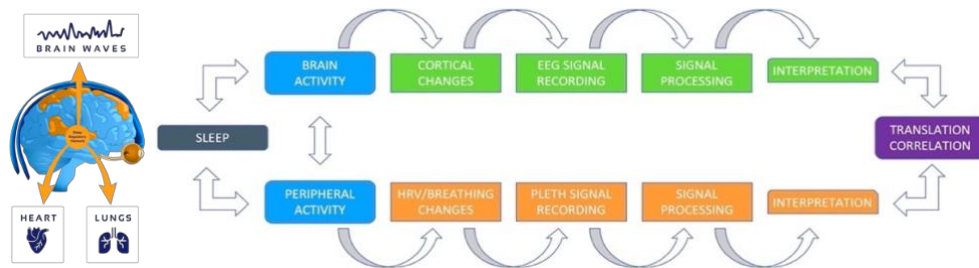 BRAIN WAVES
HEART
LUNGS
SLEEP
BRAIN
ACTIVITY
CORTICAL
CHANGES
EEG SIGNAL
RECORDING
SIGNAL
PROCESSING
INTERPRETATION
PERIPHERAL
ACTIVITY
HRV/BREATHING
CHANGES
PLETH SIGNAL
RECORDING
SIGNAL
PROCESSING
INTERPRETATION
TRANSLATION
CORRELATION